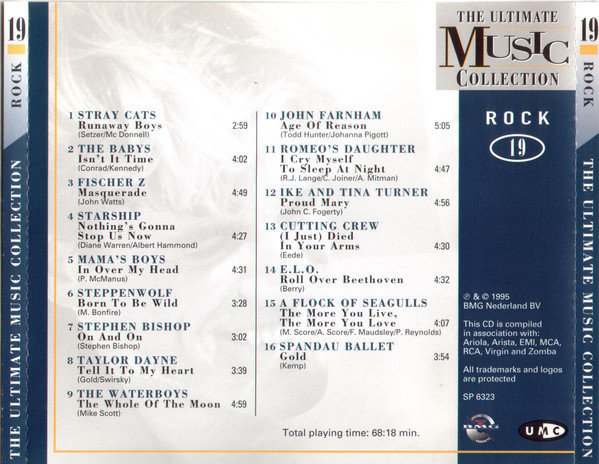 19
ROCK
THE ULTIMATE MUSIC COLLECTION
1 STRAY CATS
Runaway Boys 2:59
(Setzer/Mc Donnell)
2 THE BABYS
Isn't It Time 4:02
(Conrad/Kennedy)
3 FISCHER Z
Masquerade 4:49
(John Watts)
4 STARSHIP
Nothing's Gonna
Stop Us Now 4:27
(Diane Warren/Albert Hammond)
5 MAMA'S BOYS
In Over My Head 4:31
(P. McManus)
6 STEPPENWOLF
Born To Be Wild 3:28
(M. Bonfire)
7 STEPHEN BISHOP
On And On 3:02
(Stephen Bishop)
8 TAYLOR DAYNE
Tell It To My Heart 3:39
(Gold/Swirsky)
9 THE WATERBOYS
The Whole Of The Moon 4:59
(Mike Scott)
10 JOHN FARNHAM
Age Of Reason 5:05
(Todd Hunter/Johanna Pigott)
11 ROMEO'S DAUGHTER
I Cry Myself
To Sleep At Night 4:47
(R.J. Lange/C. Joiner/A. Mitman)
12 IKE AND TINA TURNER
Proud Mary 4:56
(John C. Fogerty)
13 CUTTING CREW
(I Just) Died
In Your Arms 4:30
(Eede)
14 E.L.O.
Roll Over Beethoven 4:32
(Berry)
15 A FLOCK OF SEAGULLS
The More You Live,
The More You Love 4:07
(M. Score/A. Score/F. Maudsley/P. Reynolds)
16 SPANDAU BALLET
Gold 3:54
(Kemp)
Total playing time: 68:18 min.
THE ULTIMATE
MUSIC
COLLECTION
ROCK
19
℗ & © 1995
BMG Nederland BV
This CD is compiled
in association with:
Ariola, Arista, EMI, MCA,
RCA, Virgin and Zomba
All trademarks and logos
are protected
SP 6323
BMG
UMC
19
ROCK
THE ULTIMATE MUSIC COLLECTION